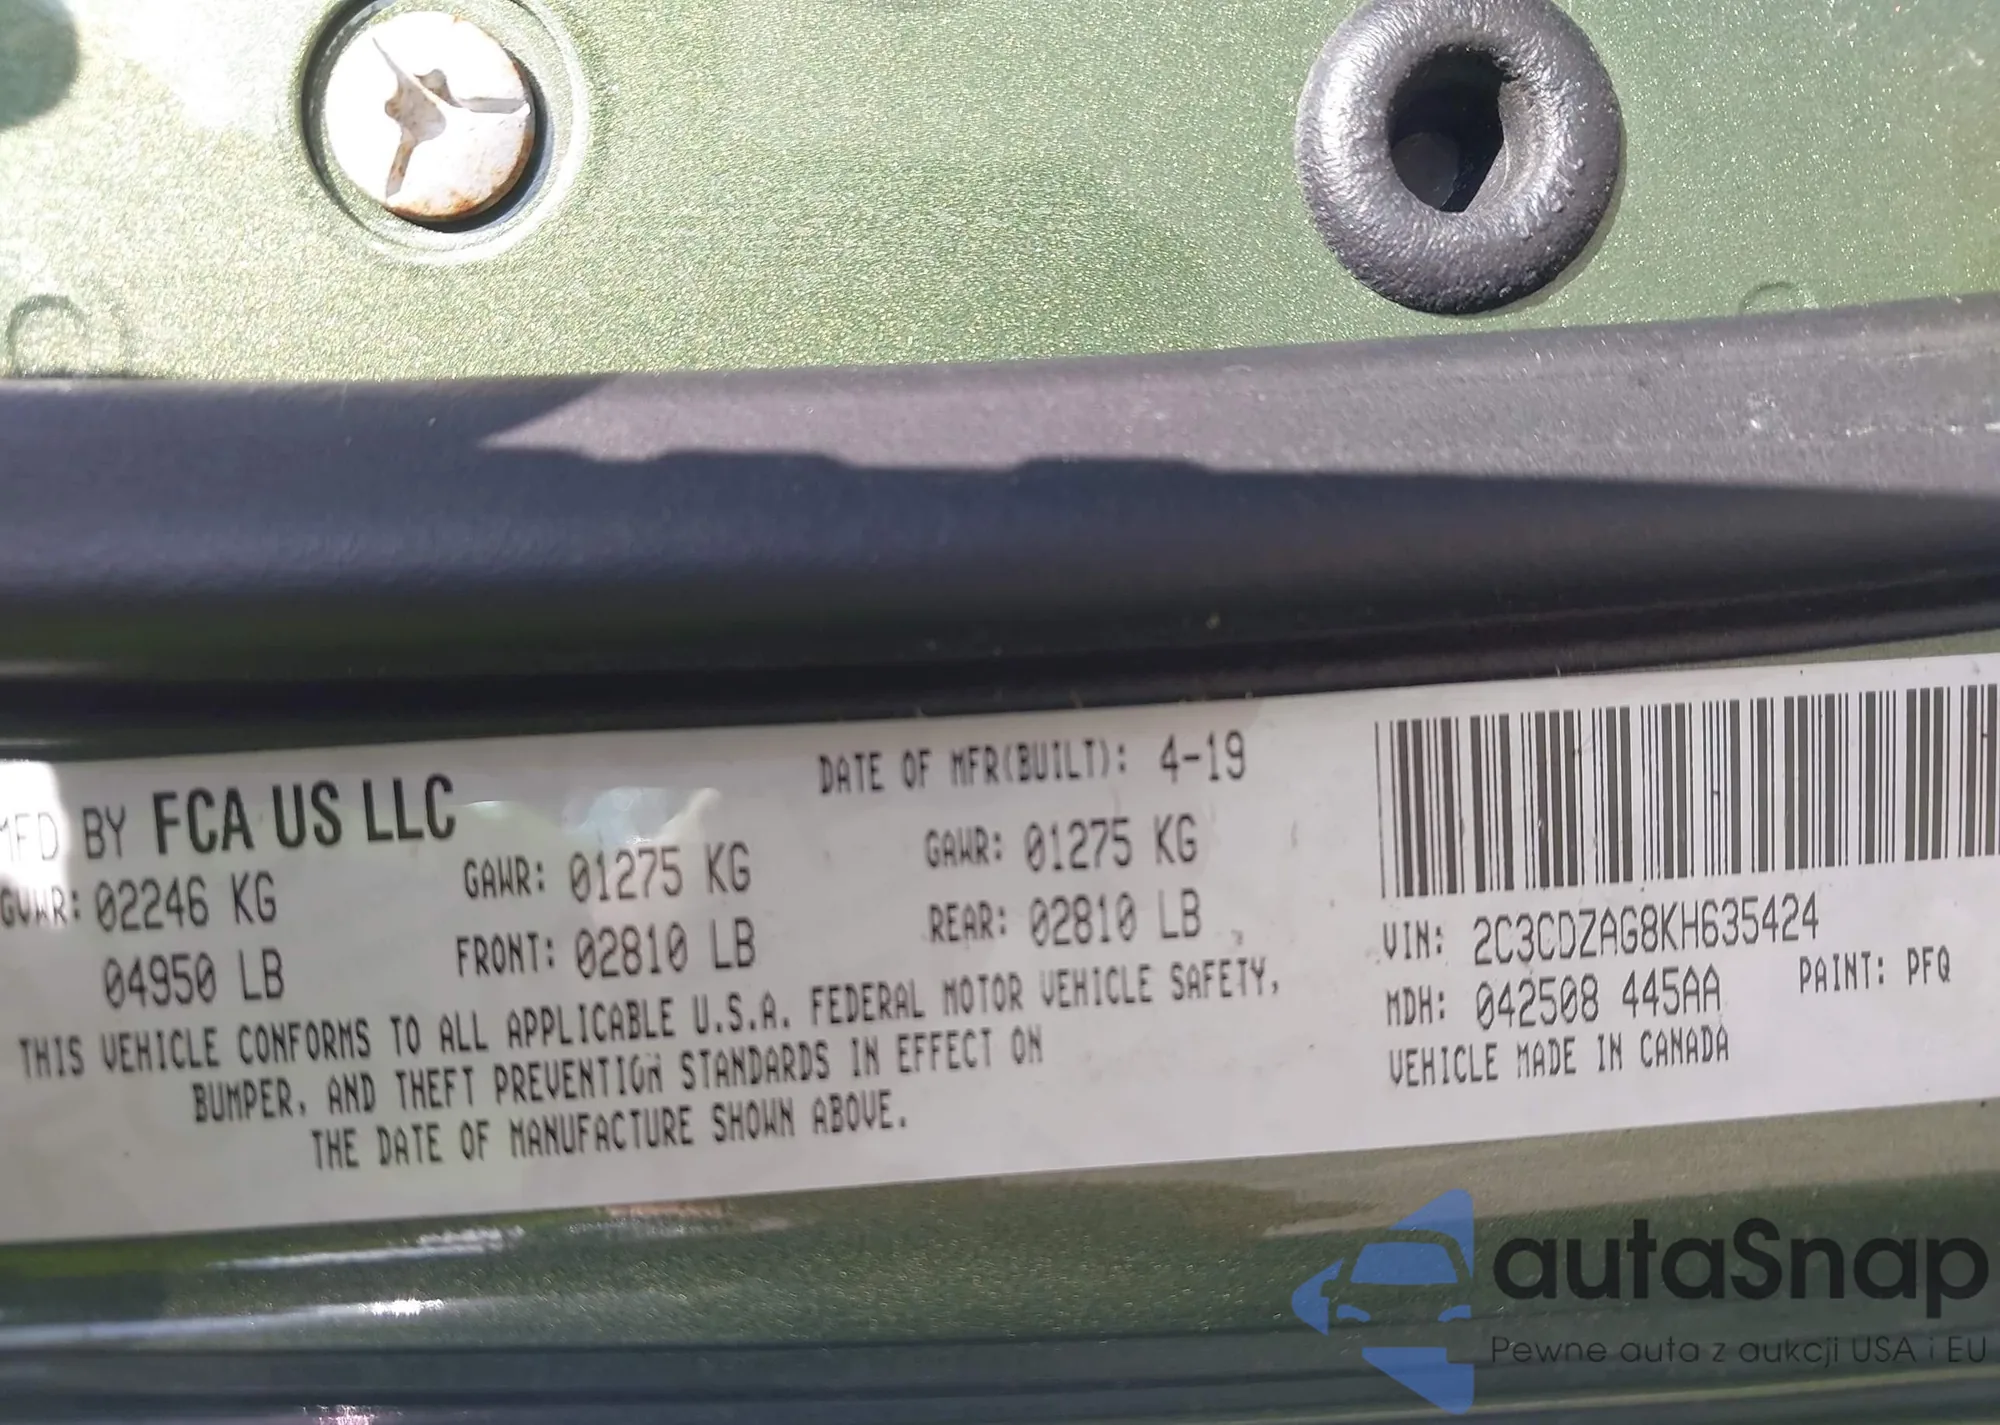 MFD BY FCA US LLC
DATE OF MFR(BUILT): 4-19
GVWR: 02246 KG
GAWR: 01275 KG
GAWR: 01275 KG
04950 LB
FRONT: 02810 LB
REAR: 02810 LB
THIS VEHICLE CONFORMS TO ALL APPLICABLE U.S.A. FEDERAL MOTOR VEHICLE SAFETY,
BUMPER, AND THEFT PREVENTION STANDARDS IN EFFECT ON
THE DATE OF MANUFACTURE SHOWN ABOVE.
VIN: 2C3CDZAG8KH635424
MDH: 042508 445AA PAINT: PFQ
VEHICLE MADE IN CANADA
autaSnap
Pewne auta z aukcji USA i EU